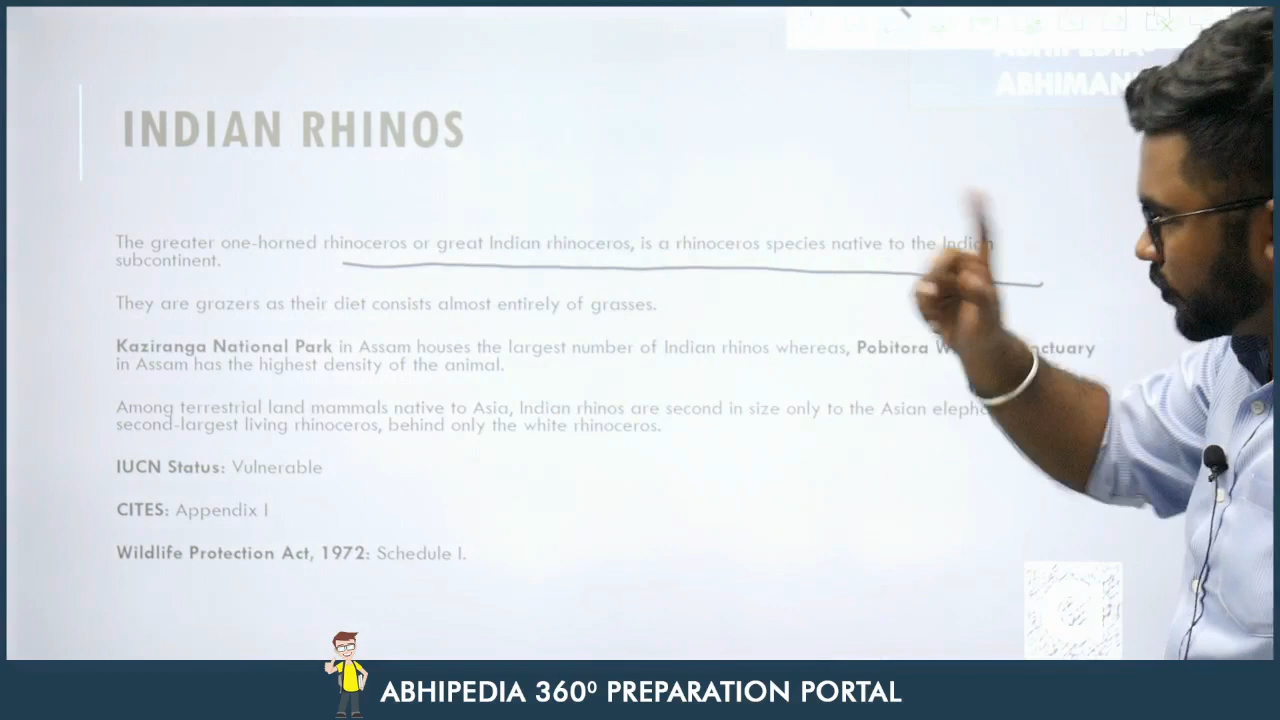 ABHIPEDIA
ABHIMAN
INDIAN RHINOS
The greater one-horned rhinoceros or great Indian rhinoceros, is a rhinoceros species native to the Indian
subcontinent.
They are grazers as their diet consists almost entirely of grasses.
Kaziranga National Park in Assam houses the largest number of Indian rhinos whereas, Pobitora
in Assam has the highest density of the animal.
Among terrestrial land mammals native to Asia, Indian rhinos are second in size only to the Asian
second-largest living rhinoceros, behind only the white rhinoceros.
IUCN Status: Vulnerable
CITES: Appendix I
Wildlife Protection Act, 1972: Schedule I.
ABHIPEDIA 360⁰ PREPARATION PORTAL